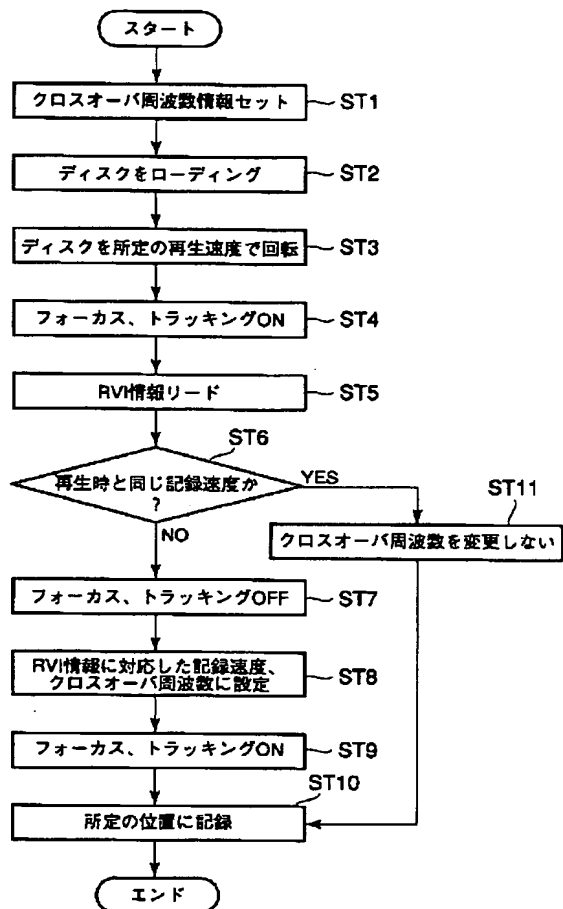 スタート
クロスオーバ周波数情報セット ST1
ディスクをローディング ST2
ディスクを所定の再生速度で回転 ST3
フォーカス、トラッキングON ST4
RVI情報リード ST5
ST6
再生時と同じ記録速度か
?
YES
NO
ST11
クロスオーバ周波数を変更しない
フォーカス、トラッキングOFF ST7
RVI情報に対応した記録速度、
クロスオーバ周波数に設定 ST8
フォーカス、トラッキングON ST9
ST10
所定の位置に記録
エンド